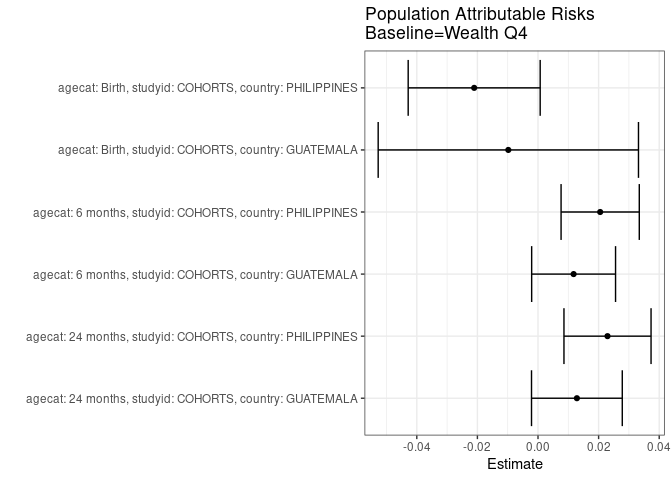 Population Attributable Risks
Baseline=Wealth Q4
agecat: Birth, studyid: COHORTS, country: PHILIPPINES
agecat: Birth, studyid: COHORTS, country: GUATEMALA
agecat: 6 months, studyid: COHORTS, country: PHILIPPINES
agecat: 6 months, studyid: COHORTS, country: GUATEMALA
agecat: 24 months, studyid: COHORTS, country: PHILIPPINES
agecat: 24 months, studyid: COHORTS, country: GUATEMALA
-0.04 -0.02 0.00 0.02 0.04
Estimate